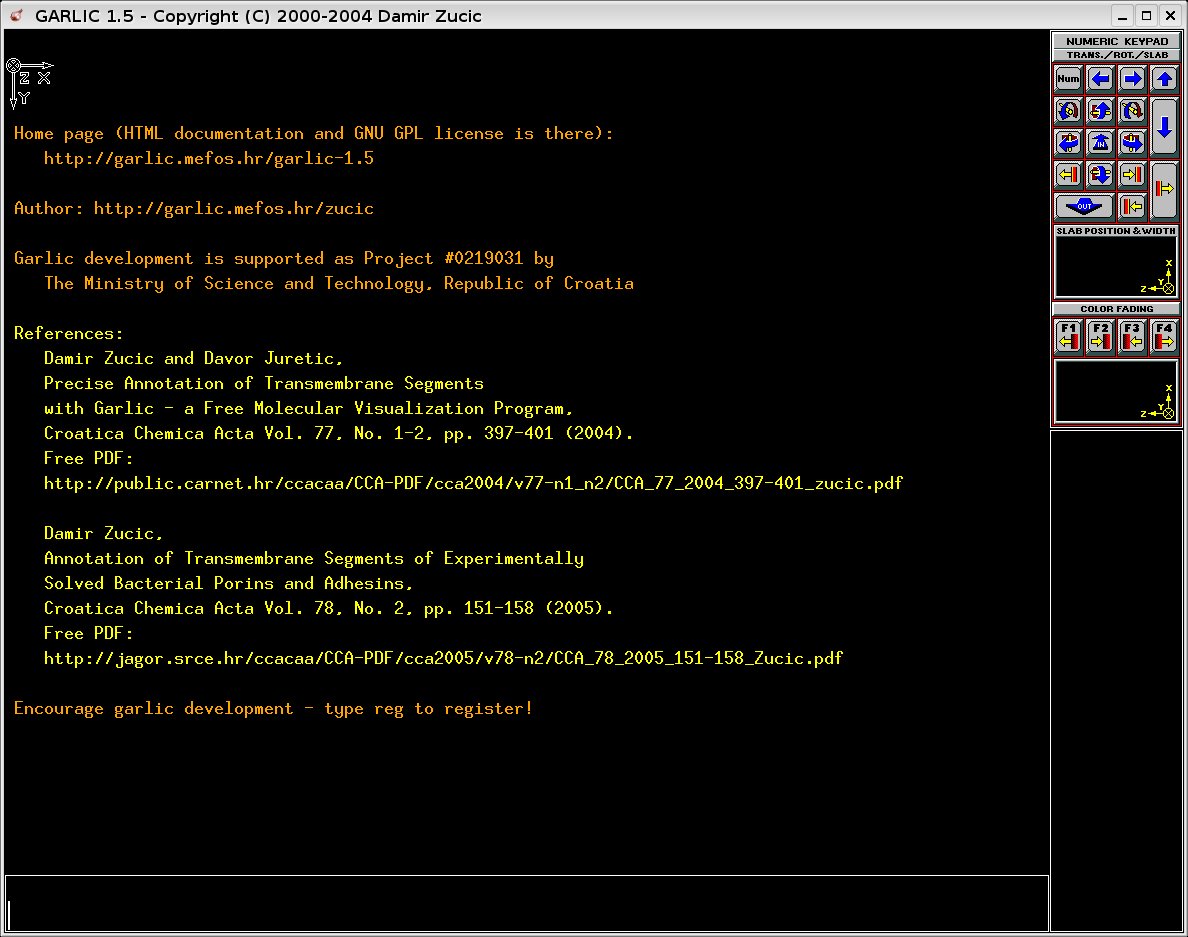 GARLIC 1.5 - Copyright (C) 2000-2004 Damir Zucic
Z X
Y
Home page (HTML documentation and GNU GPL license is there):
http://garlic.mefos.hr/garlic-1.5
Author: http://garlic.mefos.hr/zucic
Garlic development is supported as Project #0219031 by
The Ministry of Science and Technology, Republic of Croatia
References:
Damir Zucic and Davor Juretic,
Precise Annotation of Transmembrane Segments
with Garlic - a Free Molecular Visualization Program,
Croatica Chemica Acta Vol. 77, No. 1-2, pp. 397-401 (2004).
Free PDF:
http://public.carnet.hr/ccacaa/CCA-PDF/cca2004/v77-n1_n2/CCA_77_2004_397-401_zucic.pdf
Damir Zucic,
Annotation of Transmembrane Segments of Experimentally
Solved Bacterial Porins and Adhesins,
Croatica Chemica Acta Vol. 78, No. 2, pp. 151-158 (2005).
Free PDF:
http://jagor.srce.hr/ccacaa/CCA-PDF/cca2005/v78-n2/CCA_78_2005_151-158_Zucic.pdf
Encourage garlic development - type reg to register!
NUMERIC KEYPAD
TRANS./ROT./SLAB
Num
IN
OUT
SLAB POSITION & WIDTH
X
Y
Z
COLOR FADING
F1 F2 F3 F4
X
Y
Z